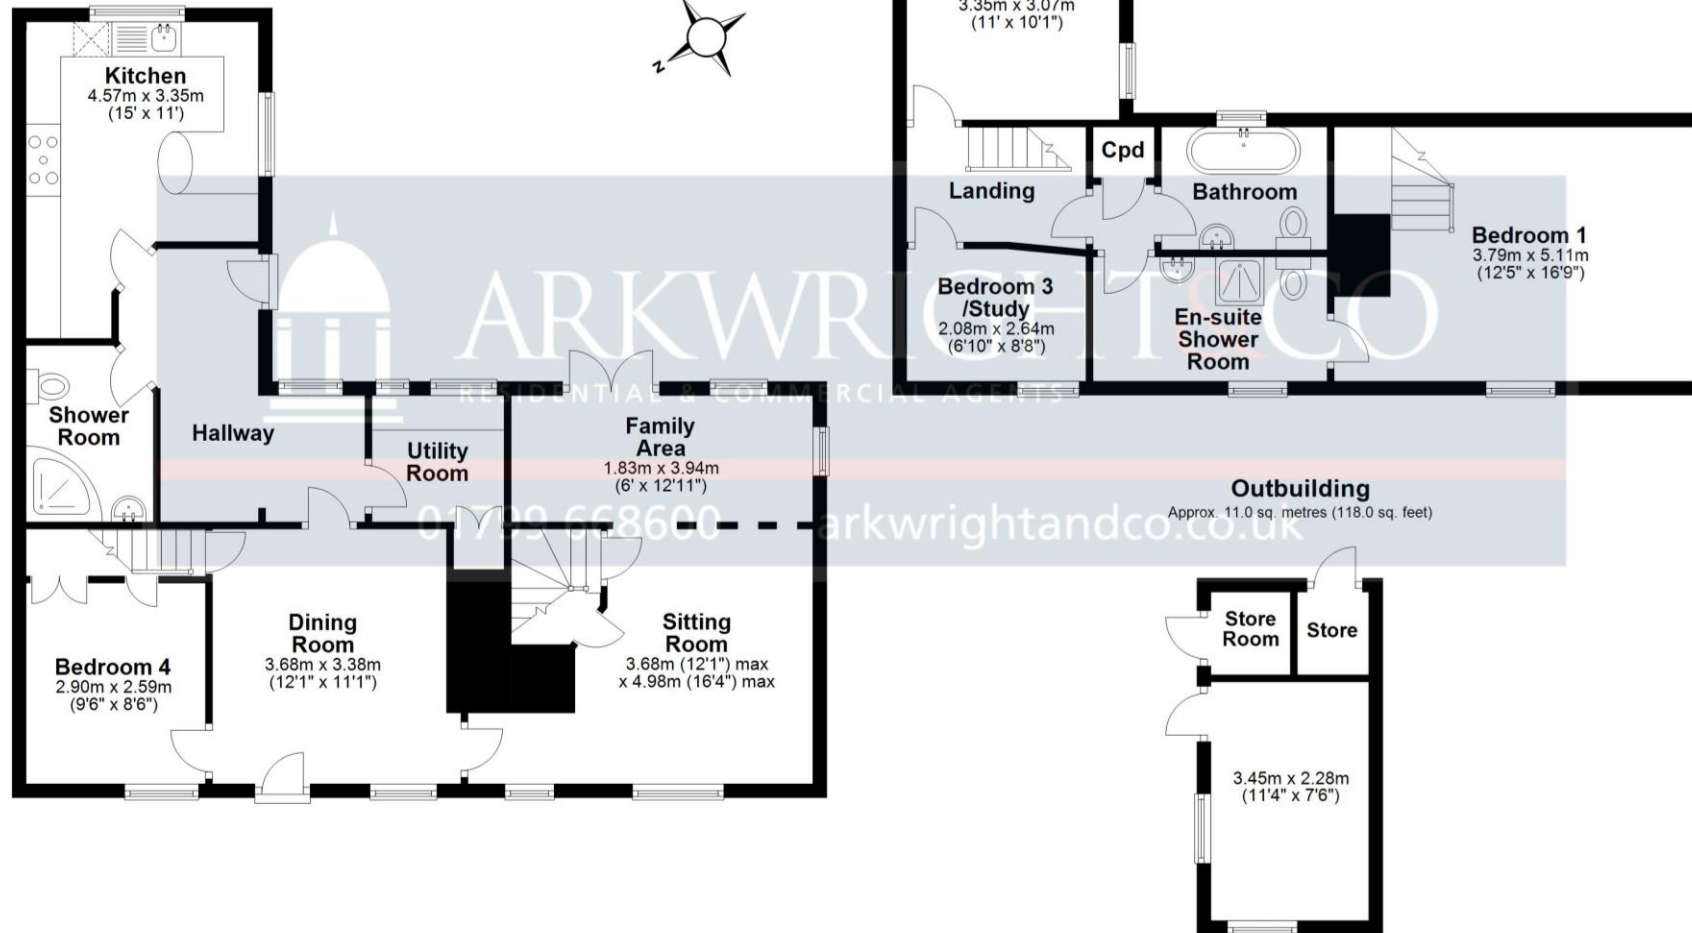 Kitchen
4.57m x 3.35m
(15' x 11')
Shower
Room
Hallway
Utility
Room
Family
Area
1.83m x 3.94m
(6' x 12'11")
Bedroom 4
2.90m x 2.59m
(9'6" x 8'6")
Dining
Room
3.68m x 3.38m
(12'1" x 11'1")
Sitting
Room
3.68m (12'1") max
x 4.98m (16'4") max
N
3.35m x 3.07m
(11' x 10'1")
Landing
Cpd
Bathroom
Bedroom 1
3.79m x 5.11m
(12'5" x 16'9")
Bedroom 3
/Study
2.08m x 2.64m
(6'10" x 8'8")
En-suite
Shower
Room
ARKWRIGHT&CO
RESIDENTIAL & COMMERCIAL AGENTS
01799 668600 arkwrightandco.co.uk
Outbuilding
Approx. 11.0 sq. metres (118.0 sq. feet)
Store
Room
Store
3.45m x 2.28m
(11'4" x 7'6")